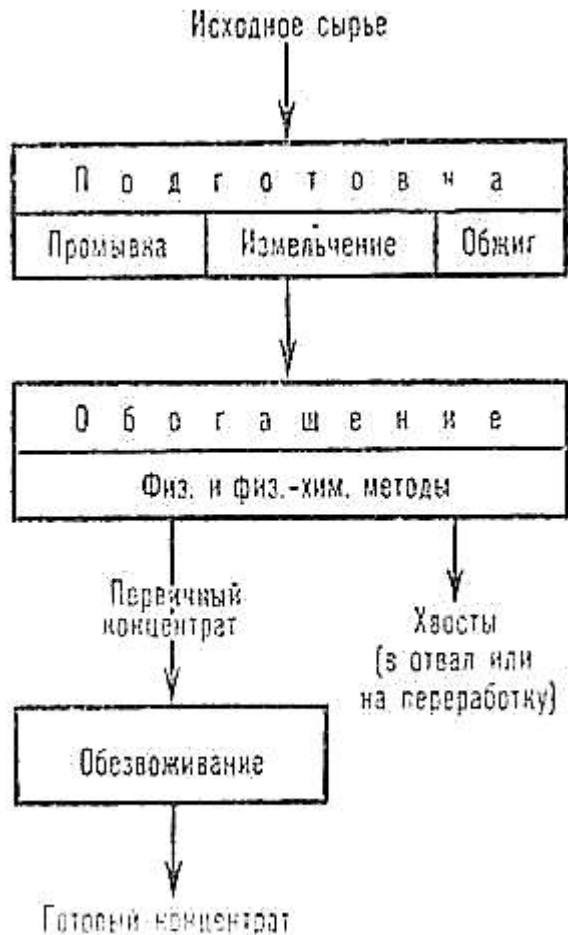 Исходное сырье
Подготовка
Промывка Измельчение Обжиг
Обогащение
Физ. и физ.-хим. методы
Первичный
концентрат
Хвосты
(в отвал или
на переработку)
Обезвоживание
Готовый концентрат